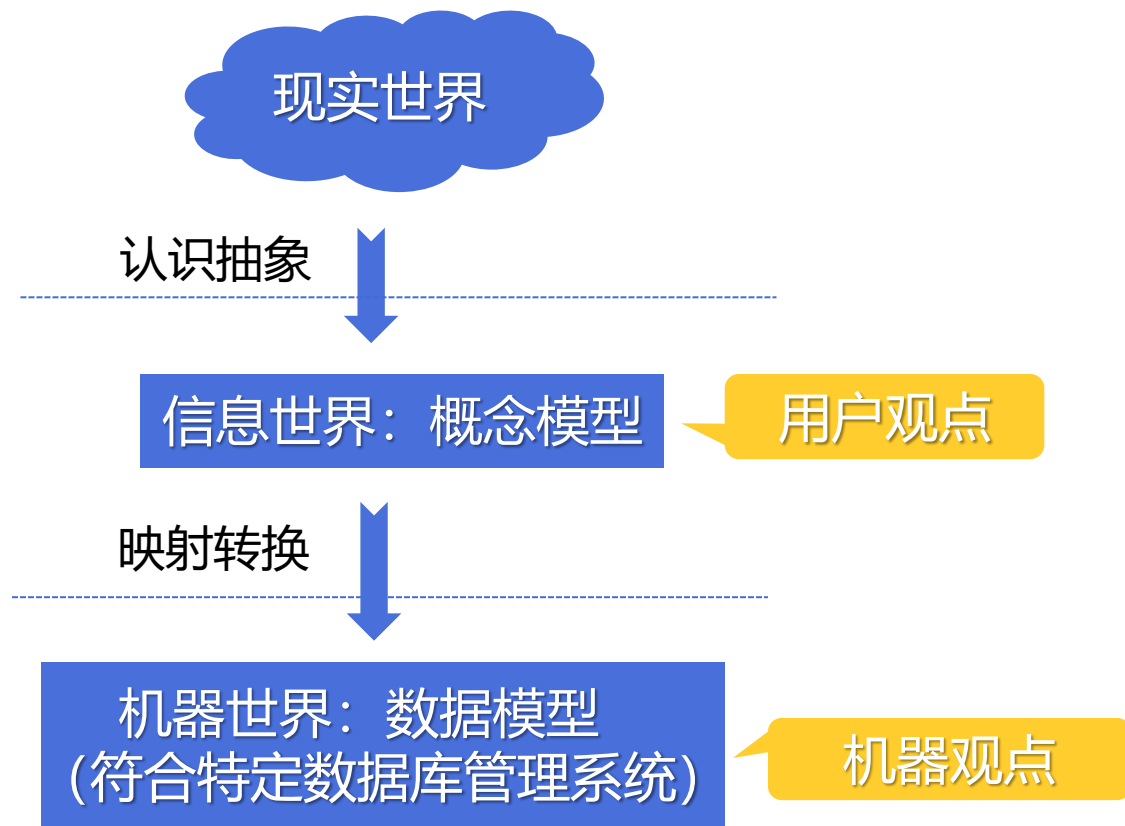 现实世界
认识抽象
信息世界：概念模型
用户观点
映射转换
机器世界：数据模型
（符合特定数据库管理系统）
机器观点